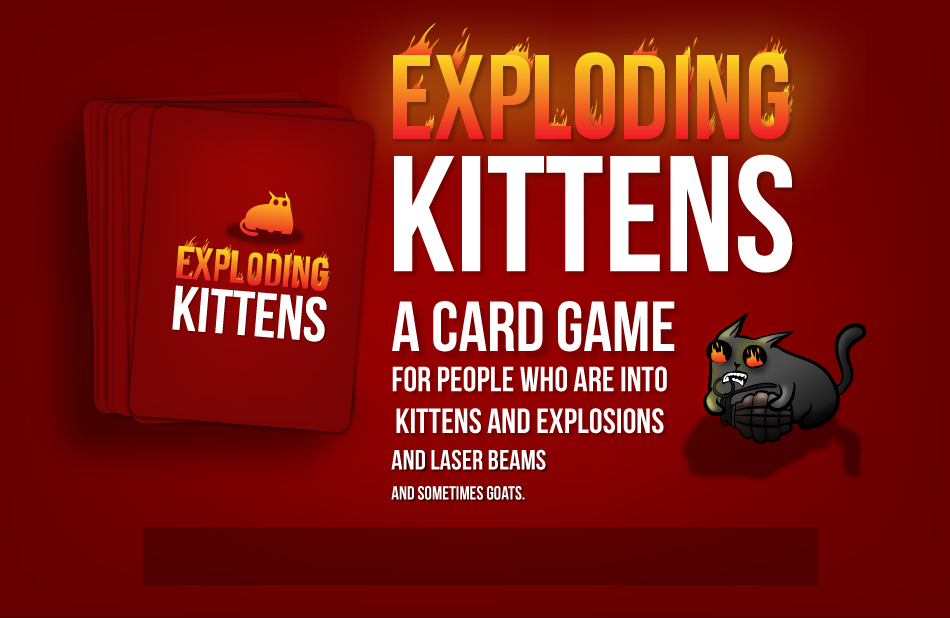 EXPLODING
KITTENS
EXPLODING
KITTENS
A CARD GAME
FOR PEOPLE WHO ARE INTO
KITTENS AND EXPLOSIONS
AND LASER BEAMS
AND SOMETIMES GOATS.